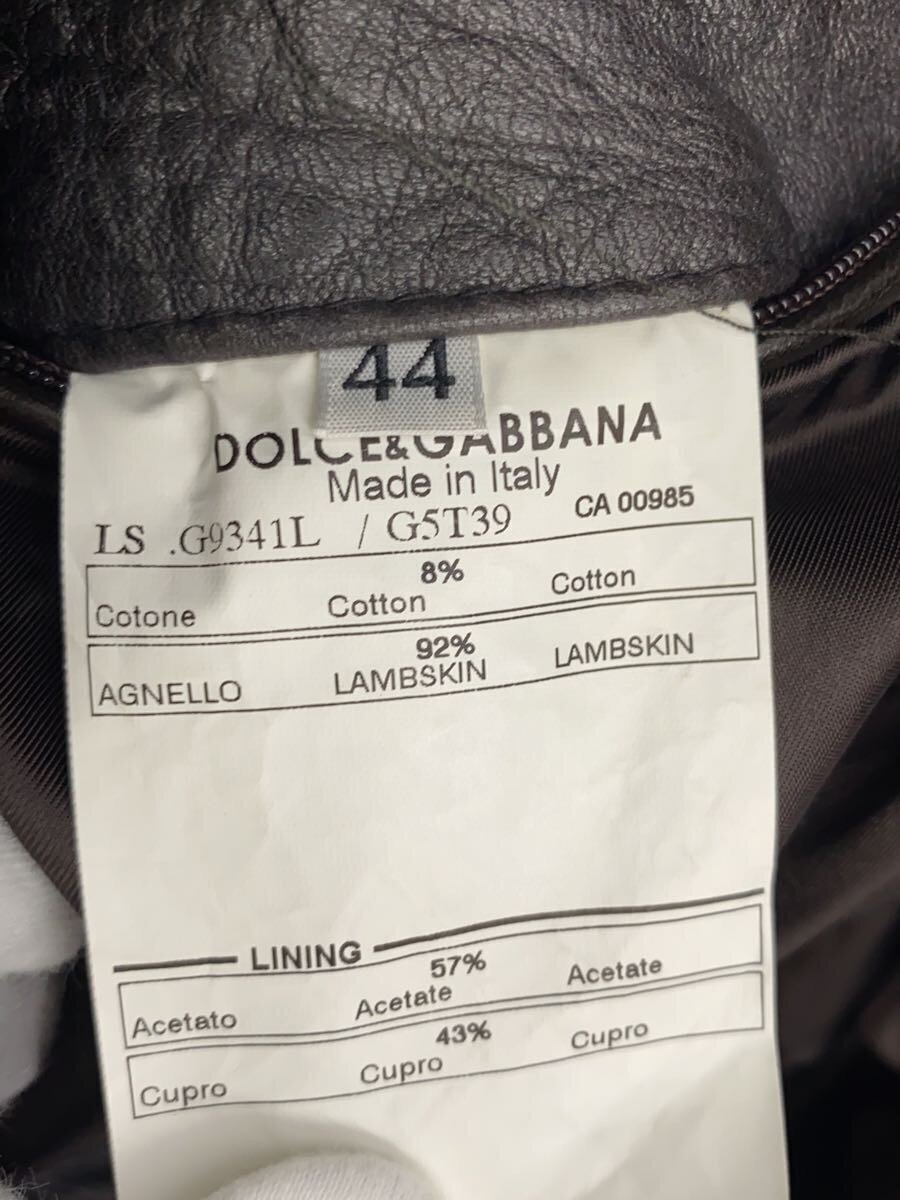 44
DOLCE&GABBANA
Made in Italy
LS .G9341L / G5T39 CA 00985
8%
Cotone Cotton Cotton
92%
AGNELLO LAMBSKIN LAMBSKIN
LINING
57%
Acetato Acetate Acetate
43%
Cupro Cupro Cupro